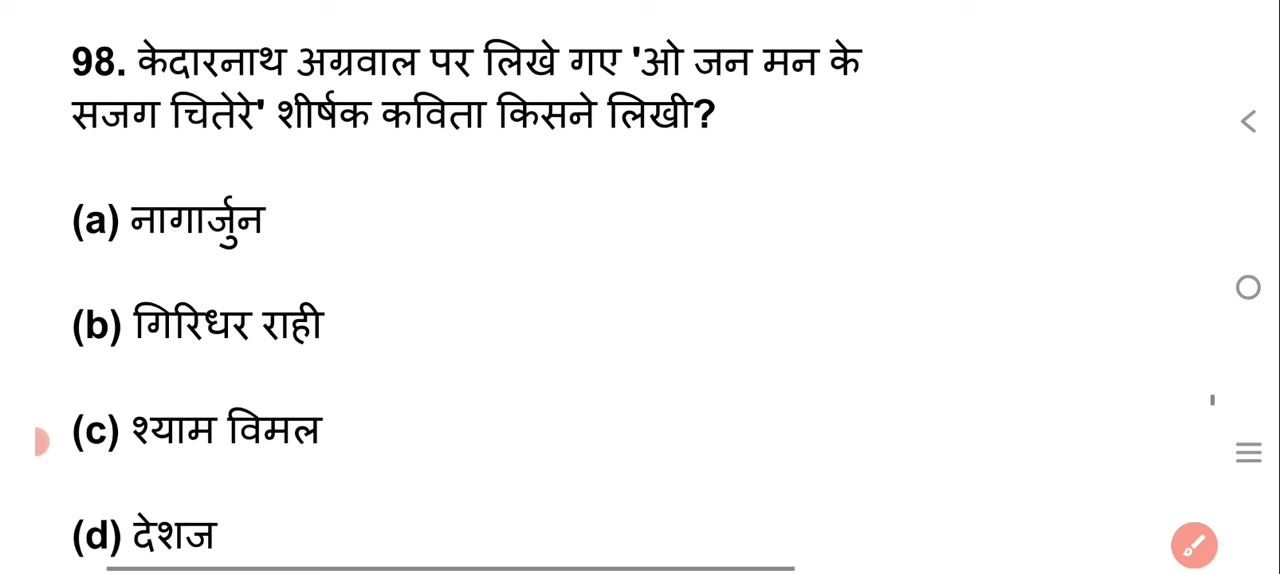 98. केदारनाथ अग्रवाल पर लिखे गए 'ओ जन मन के
सजग चितेरे' शीर्षक कविता किसने लिखी?
(a) नागार्जुन
(b) गिरिधर राही
(c) श्याम विमल
(d) देशज